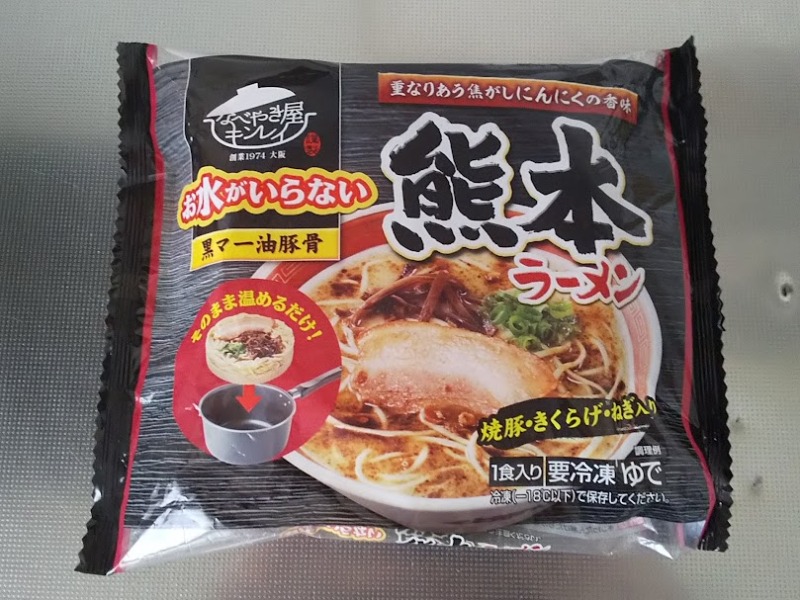 重なりあう焦がしにんにくの香味
なべやき屋
キンレイ
創業1974 大阪
お水がいらない
黒マー油豚骨
熊本
ラーメン
そのまま温めるだけ!
焼豚・きくらげ・ねぎ入り
調理例
1食入り 要冷凍 ゆで
冷凍(-18℃以下)で保存してください。